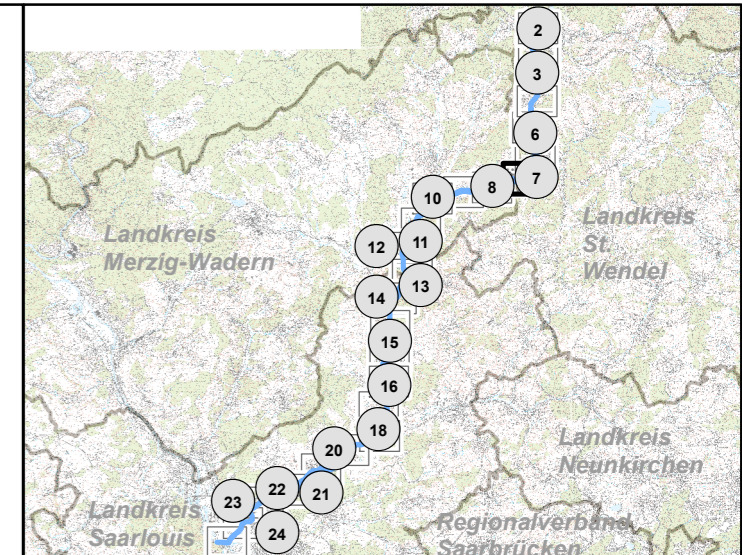 2
3
6
7
8
10
Landkreis
St.
Wendel
Landkreis
Merzig-Wadern
12
11
13
14
15
16
18
20
Landkreis
Neunkirchen
22
21
23
24
Landkreis
Saarlouis
Regionalverband
Saarbrücken